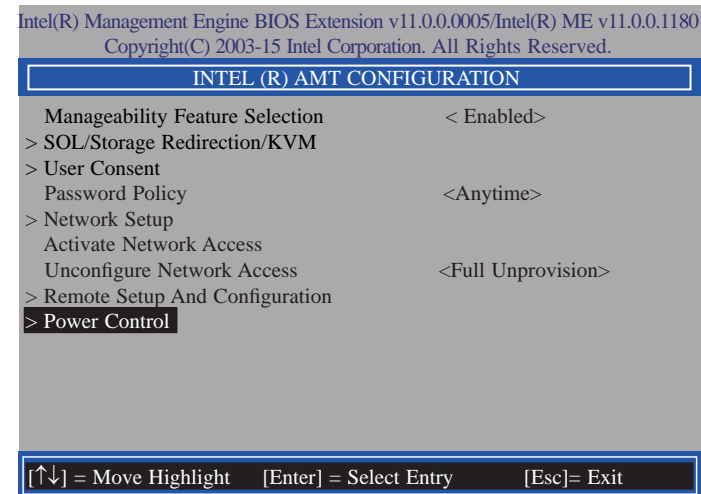 Intel(R) Management Engine BIOS Extension v11.0.0.0005/Intel(R) ME v11.0.0.1180
Copyright(C) 2003-15 Intel Corporation. All Rights Reserved.
INTEL (R) AMT CONFIGURATION
Manageability Feature Selection < Enabled>
> SOL/Storage Redirection/KVM
> User Consent
Password Policy <Anytime>
> Network Setup
Activate Network Access
Unconfigure Network Access <Full Unprovision>
> Remote Setup And Configuration
> Power Control
[↑↓] = Move Highlight [Enter] = Select Entry [Esc]= Exit